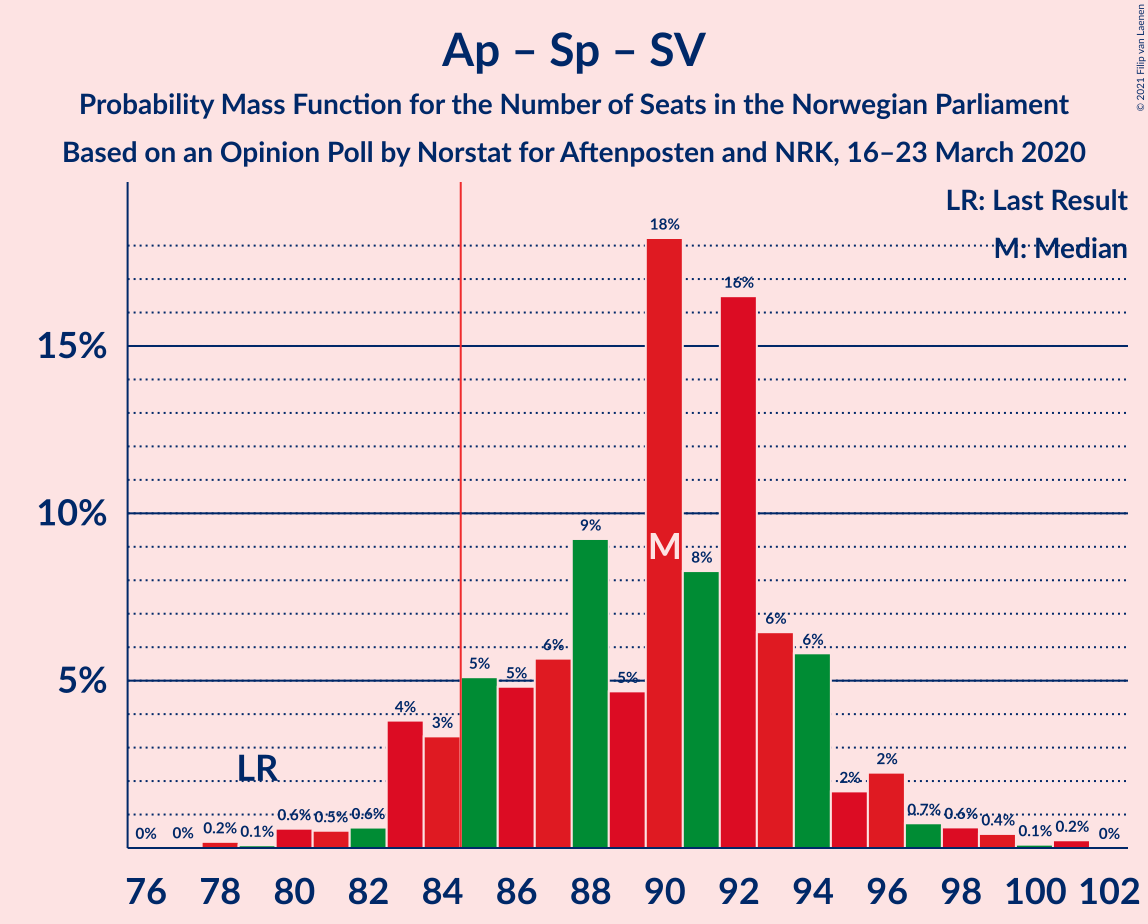 Ap – Sp – SV
Probability Mass Function for the Number of Seats in the Norwegian Parliament
Based on an Opinion Poll by Norstat for Aftenposten and NRK, 16–23 March 2020
© 2021 Filip van Laenen
LR: Last Result
M: Median
15%
10%
5%
LR
M
0% 0% 0.2% 0.1% 0.6% 0.5% 0.6% 4% 3% 5% 5% 6% 9% 5% 18% 8% 16% 6% 6% 2% 2% 0.7% 0.6% 0.4% 0.1% 0.2% 0%
76 78 80 82 84 86 88 90 92 94 96 98 100 102